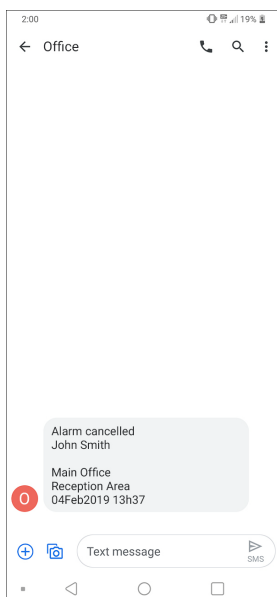 2:00
19%
Office
Alarm cancelled
John Smith
Main Office
Reception Area
04Feb2019 13h37
O
Text message
SMS